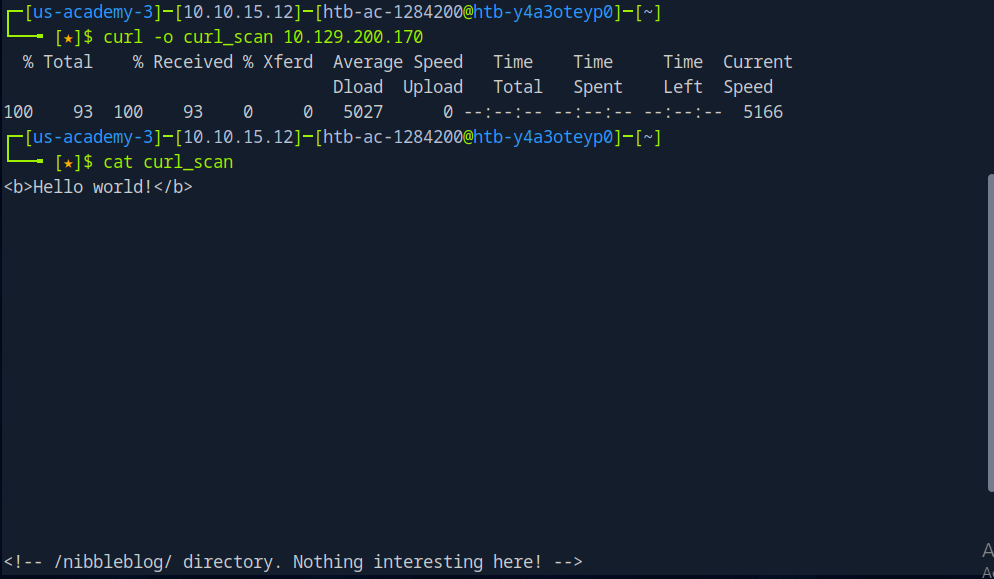 ┌─[us-academy-3]─[10.10.15.12]─[htb-ac-1284200@htb-y4a3oteyp0]─[~]
└──╼ [★]$ curl -o curl_scan 10.129.200.170
% Total % Received % Xferd Average Speed Time Time Time Current
Dload Upload Total Spent Left Speed
100 93 100 93 0 0 5027 0 --:--:-- --:--:-- --:--:-- 5166
┌─[us-academy-3]─[10.10.15.12]─[htb-ac-1284200@htb-y4a3oteyp0]─[~]
└──╼ [★]$ cat curl_scan
<b>Hello world!</b>
<!-- /nibbleblog/ directory. Nothing interesting here! -->